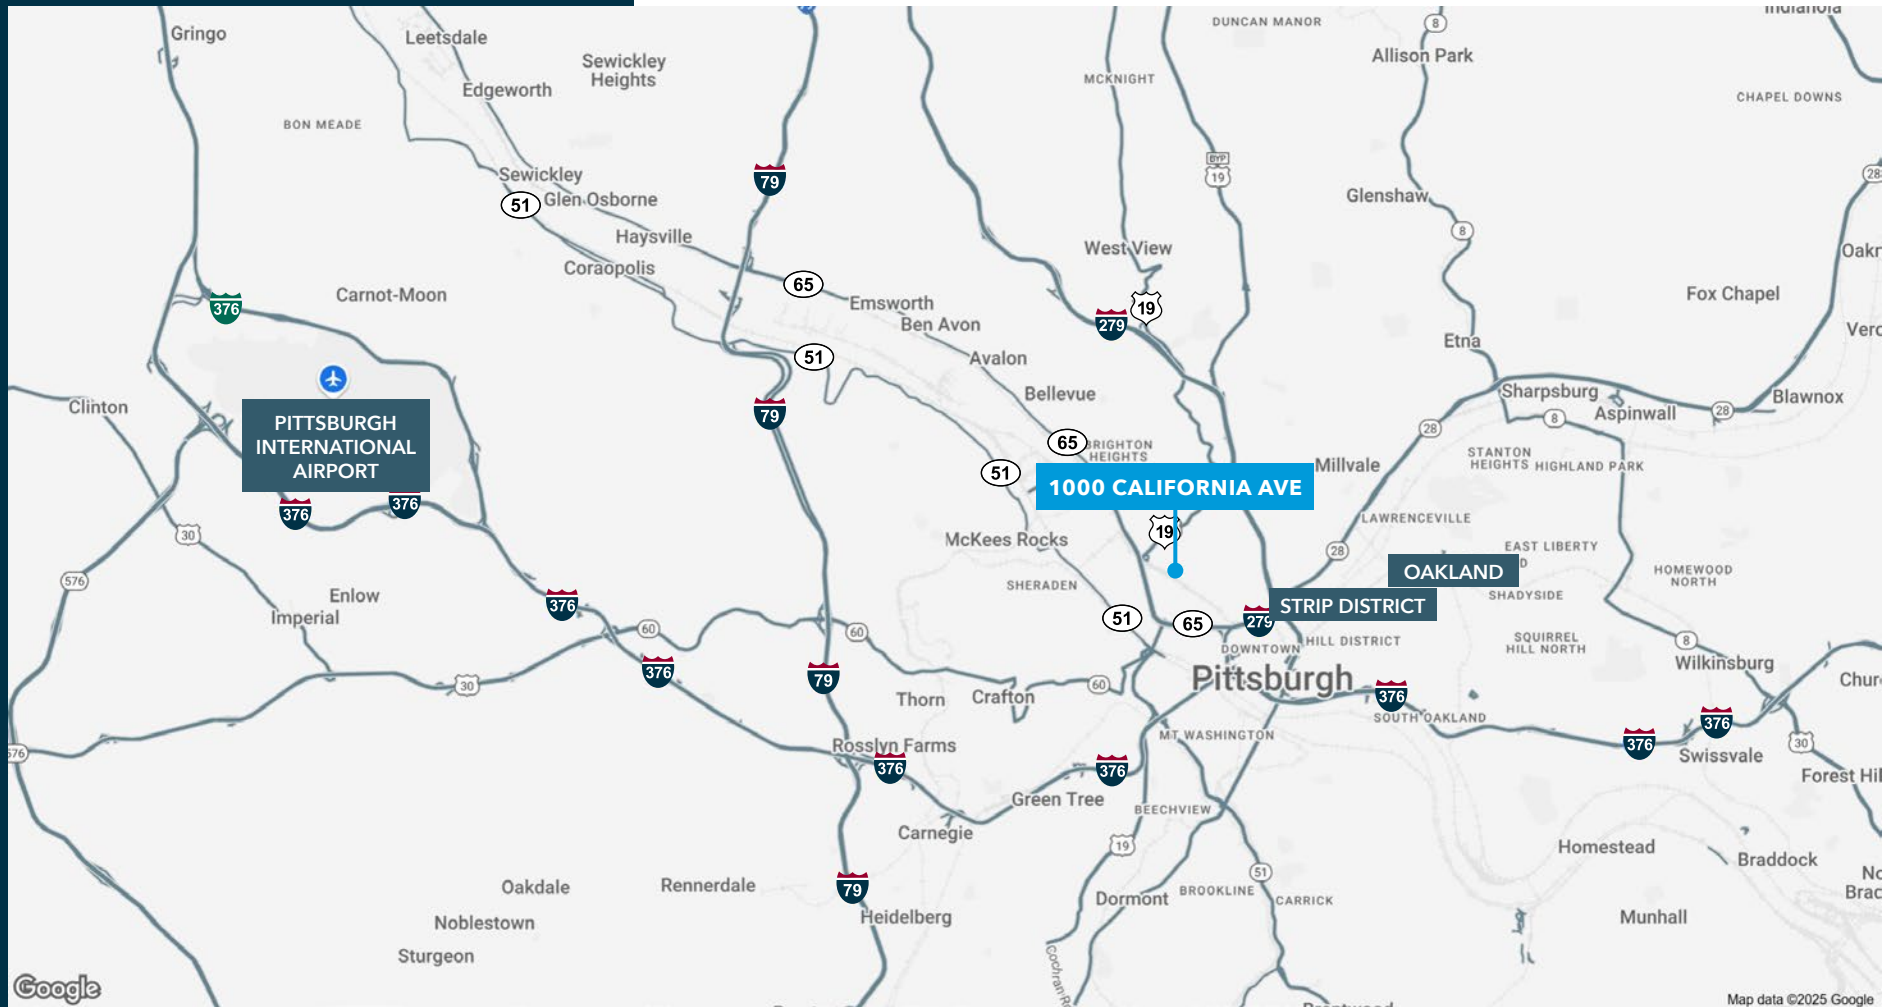 Gringo
Leetsdale
Sewickley
Heights
DUNCAN MANOR
8
Allison Park
MCKNIGHT
Edgeworth
CHAPEL DOWNS
BON MEADE
BYP
19
79
Sewickley
51
Glen Osborne
28
Glenshaw
8
Haysville
West View
Coraopolis
65
Carnot-Moon
376
Emsworth
19
Fox Chapel
279
Ben Avon
Etna
51
Avalon
Bellevue
Sharpsburg
Blawnox
Clinton
79
Aspinwall
28
8
PITTSBURGH
INTERNATIONAL
AIRPORT
28
65
BRIGHTON
HEIGHTS
STANTON
HEIGHTS
HIGHLAND PARK
51
Millvale
1000 CALIFORNIA AVE
376
376
LAWRENCEVILLE
30
19
McKees Rocks
28
EAST LIBERTY
OAKLAND
HOMEWOOD
NORTH
576
SHERADEN
Enlow
SHADYSIDE
376
STRIP DISTRICT
Imperial
51
65
279
60
60
HILL DISTRICT
SQUIRREL
HILL NORTH
8
DOWNTOWN
Wilkinsburg
376
79
Pittsburgh
30
60
Thorn
Crafton
376
SOUTH OAKLAND
376
MT WASHINGTON
376
30
Rosslyn Farms
Swissvale
376
376
Green Tree
BEECHVIEW
Carnegie
19
Homestead
Braddock
51
Oakdale
Rennerdale
79
BROOKLINE
Dormont
CARRICK
Heidelberg
Munhall
Noblestown
Sturgeon
Google
Map data ©2025 Google